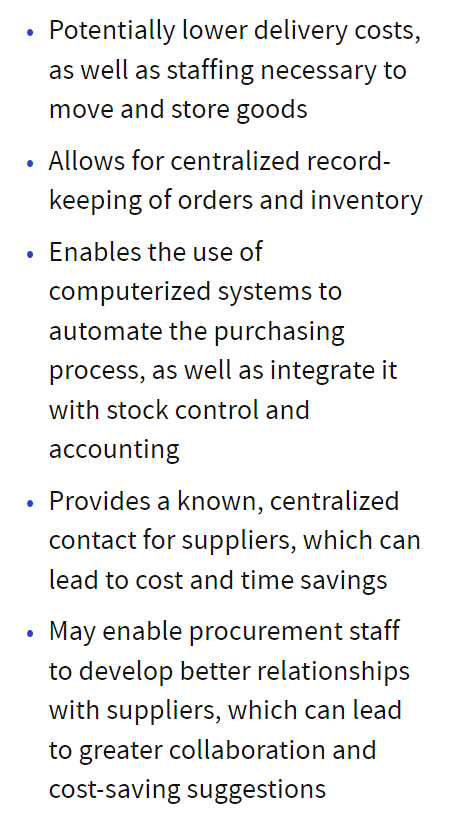 • Potentially lower delivery costs,
as well as staffing necessary to
move and store goods
• Allows for centralized record-
keeping of orders and inventory
• Enables the use of
computerized systems to
automate the purchasing
process, as well as integrate it
with stock control and
accounting
• Provides a known, centralized
contact for suppliers, which can
lead to cost and time savings
• May enable procurement staff
to develop better relationships
with suppliers, which can lead
to greater collaboration and
cost-saving suggestions